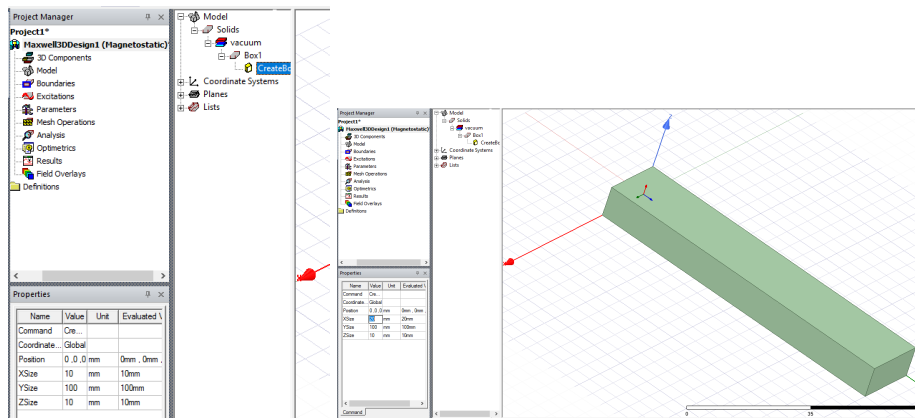 Project Manager
Project1*
Maxwell3DDesign1 (Magnetostatic)*
3D Components
Model
Boundaries
Excitations
Parameters
Mesh Operations
Analysis
Optimetrics
Results
Field Overlays
Definitions
Model
Solids
vacuum
Box1
CreateBo
Coordinate Systems
Planes
Lists
Properties
Name Value Unit Evaluated V
Command Cre...
Coordinate... Global
Position 0 ,0 ,0 mm 0mm , 0mm ,
XSize 10 mm 10mm
YSize 100 mm 100mm
ZSize 10 mm 10mm
Project Manager
Project1*
Maxwell3DDesign1 (Magnetostatic)*
3D Components
Model
Boundaries
Excitations
Parameters
Mesh Operations
Analysis
Optimetrics
Results
Field Overlays
Definitions
Model
Solids
vacuum
Box1
CreateBo
Coordinate Systems
Planes
Lists
Properties
Name Value Unit Evaluated V
Command Cre...
Coordinate... Global
Position 0 ,0 ,0 mm 0mm , 0mm ,
XSize 20 mm 20mm
YSize 100 mm 100mm
ZSize 10 mm 10mm
Command
0 35